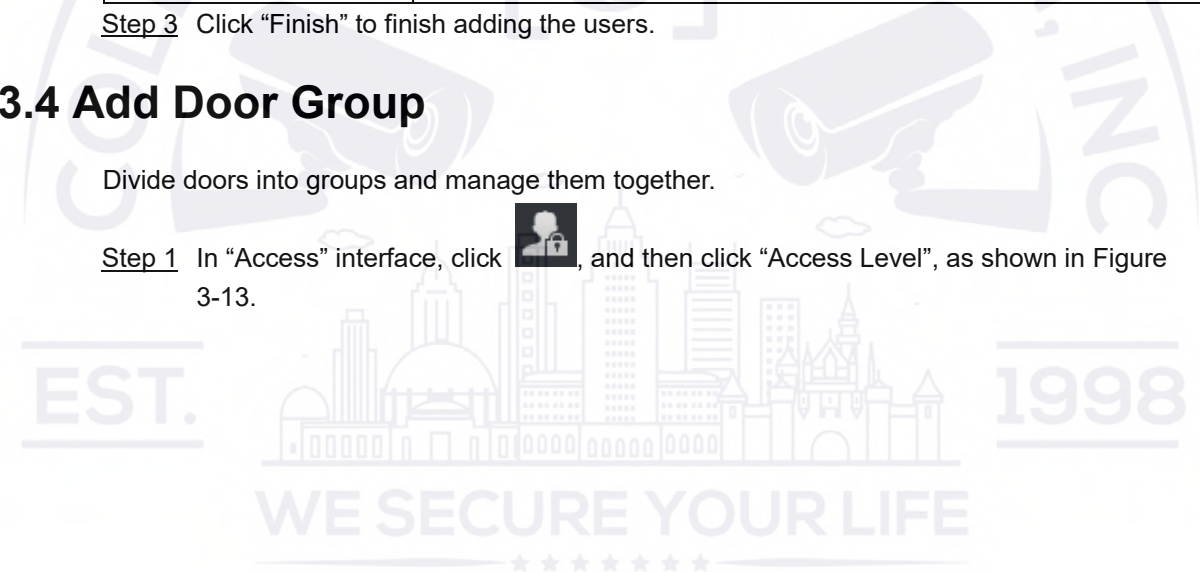 Step 3 Click “Finish” to finish adding the users.
3.4 Add Door Group
Divide doors into groups and manage them together.
Step 1 In “Access” interface, click , and then click “Access Level”, as shown in Figure
3-13.
EST.
1998
WE SECURE YOUR LIFE
, INC